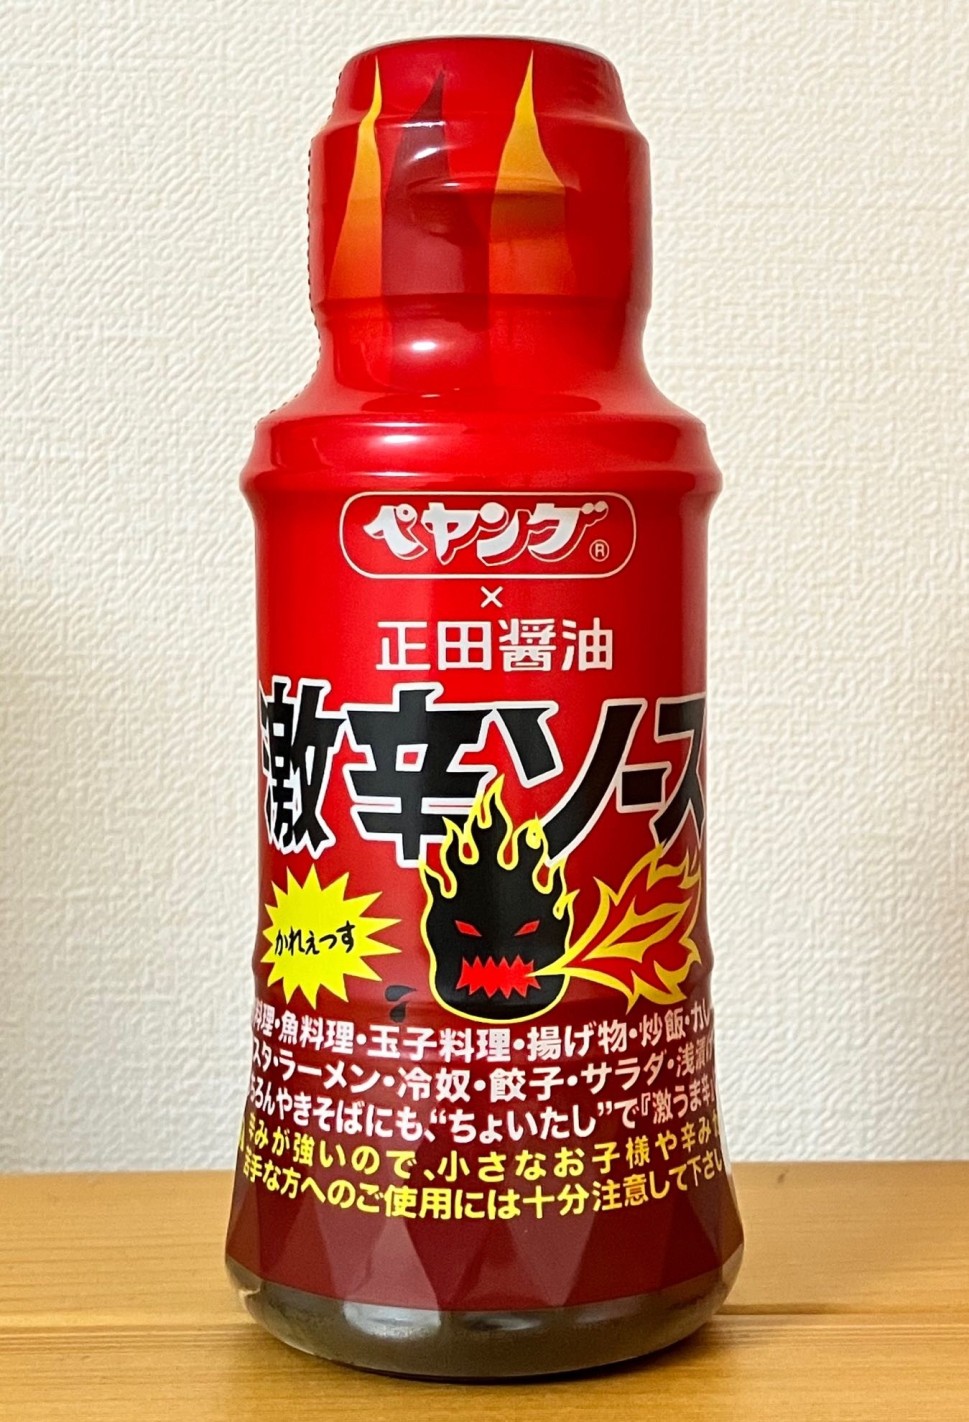 ペヤング®
×
正田醤油
激辛ソース
かれぇっす
料理・魚料理・玉子料理・揚げ物・炒飯・カレ
スタ・ラーメン・冷奴・餃子・サラダ・浅漬
ろんやきそばにも、“ちょいたし”で『激うま辛
辛みが強いので、小さなお子様や辛み
苦手な方へのご使用には十分注意して下さい